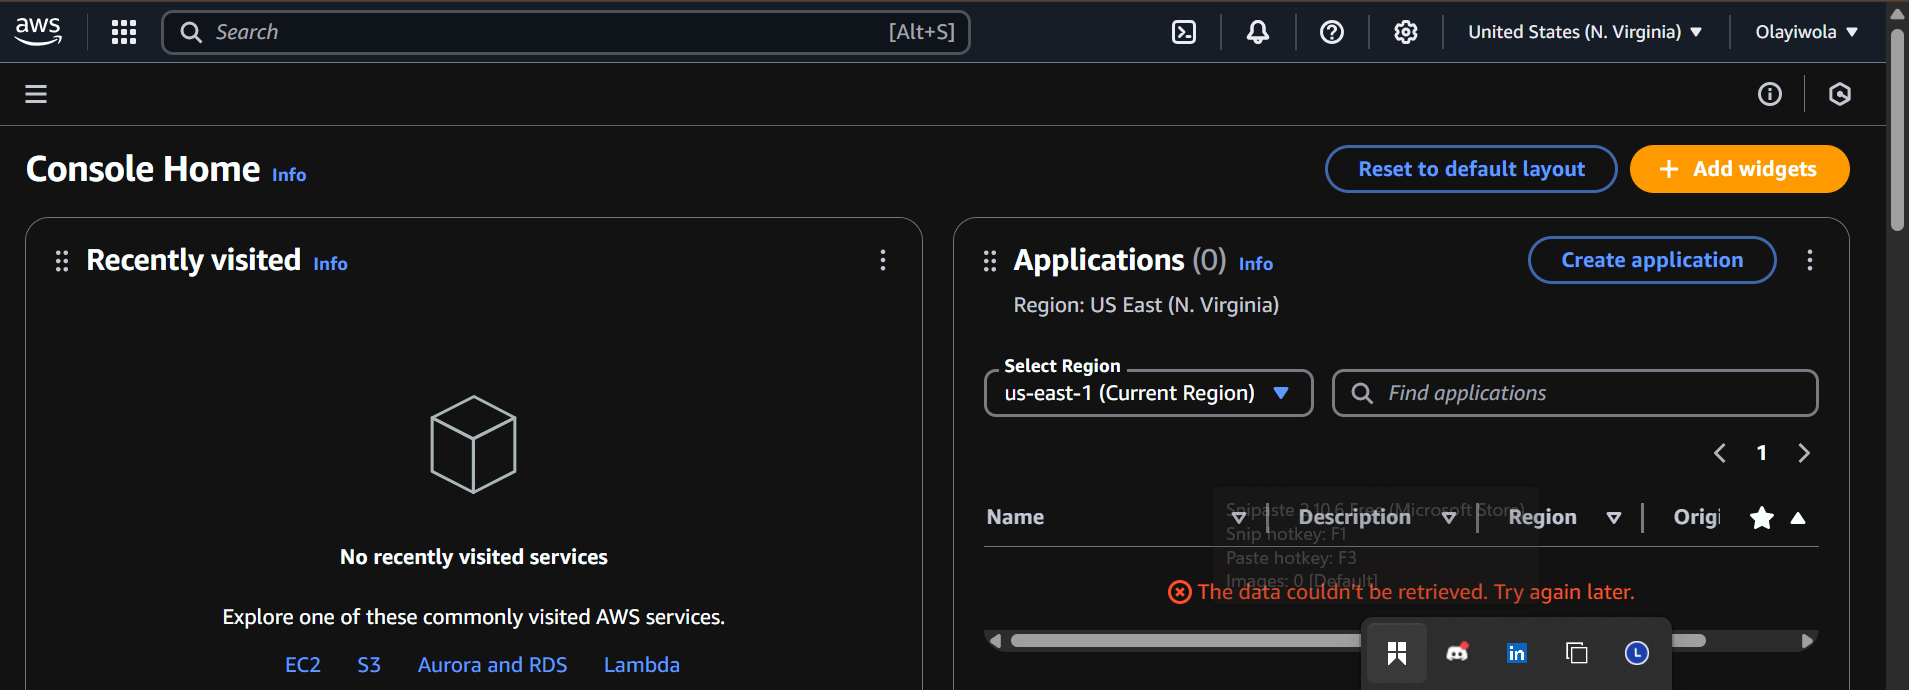 aws
Search [Alt+S]
United States (N. Virginia)
Olayiwola
Console Home Info
Reset to default layout
Add widgets
Recently visited Info
No recently visited services
Explore one of these commonly visited AWS services.
EC2 S3 Aurora and RDS Lambda
Applications (0) Info
Create application
Region: US East (N. Virginia)
Select Region
us-east-1 (Current Region)
Find applications
1
Name Description Region Origi
Snipaste 2.10.6 Free (Microsoft Store)
Snip hotkey: F1
Paste hotkey: F3
Images: 0 [Default]
The data couldn't be retrieved. Try again later.
in
L